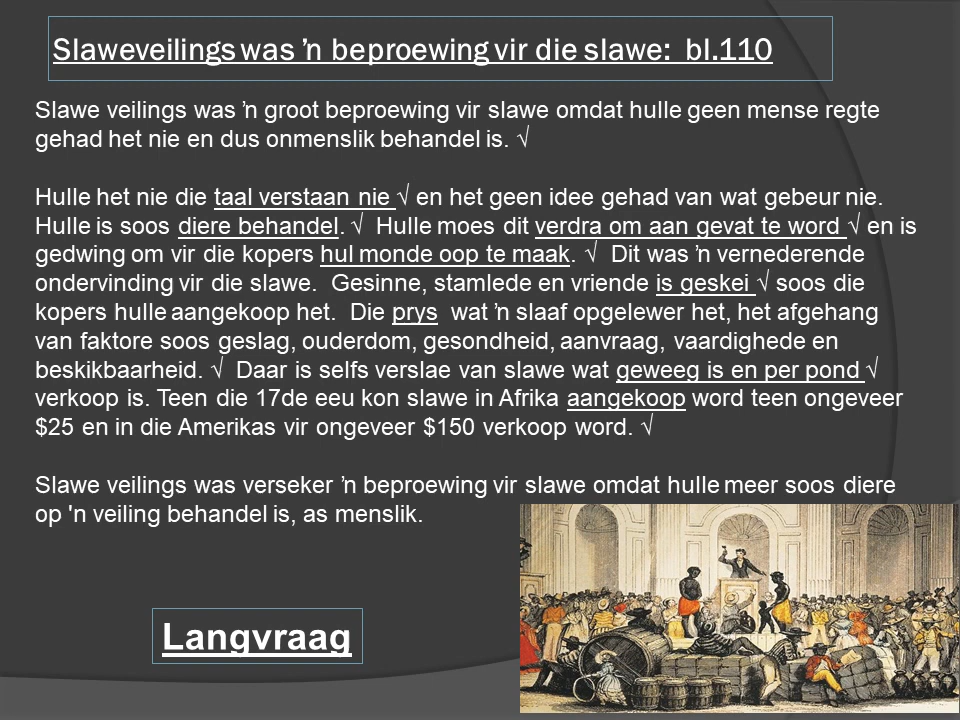 Slaweveilings was ’n beproewing vir die slawe:  bl.110
Slawe veilings was ’n groot beproewing vir slawe omdat hulle geen mense regte
gehad het nie en dus onmenslik behandel is. √
Hulle het nie die taal verstaan nie √ en het geen idee gehad van wat gebeur nie.
Hulle is soos diere behandel. √  Hulle moes dit verdra om aan gevat te word √ en is
gedwing om vir die kopers hul monde oop te maak. √  Dit was ’n vernederende
ondervinding vir die slawe.  Gesinne, stamlede en vriende is geskei √ soos die
kopers hulle aangekoop het.  Die prys  wat ’n slaaf opgelewer het, het afgehang
van faktore soos geslag, ouderdom, gesondheid, aanvraag, vaardighede en
beskikbaarheid. √  Daar is selfs verslae van slawe wat geweeg is en per pond √
verkoop is. Teen die 17de eeu kon slawe in Afrika aangekoop word teen ongeveer
$25 en in die Amerikas vir ongeveer $150 verkoop word. √
Slawe veilings was verseker ’n beproewing vir slawe omdat hulle meer soos diere
op 'n veiling behandel is, as menslik.
Langvraag